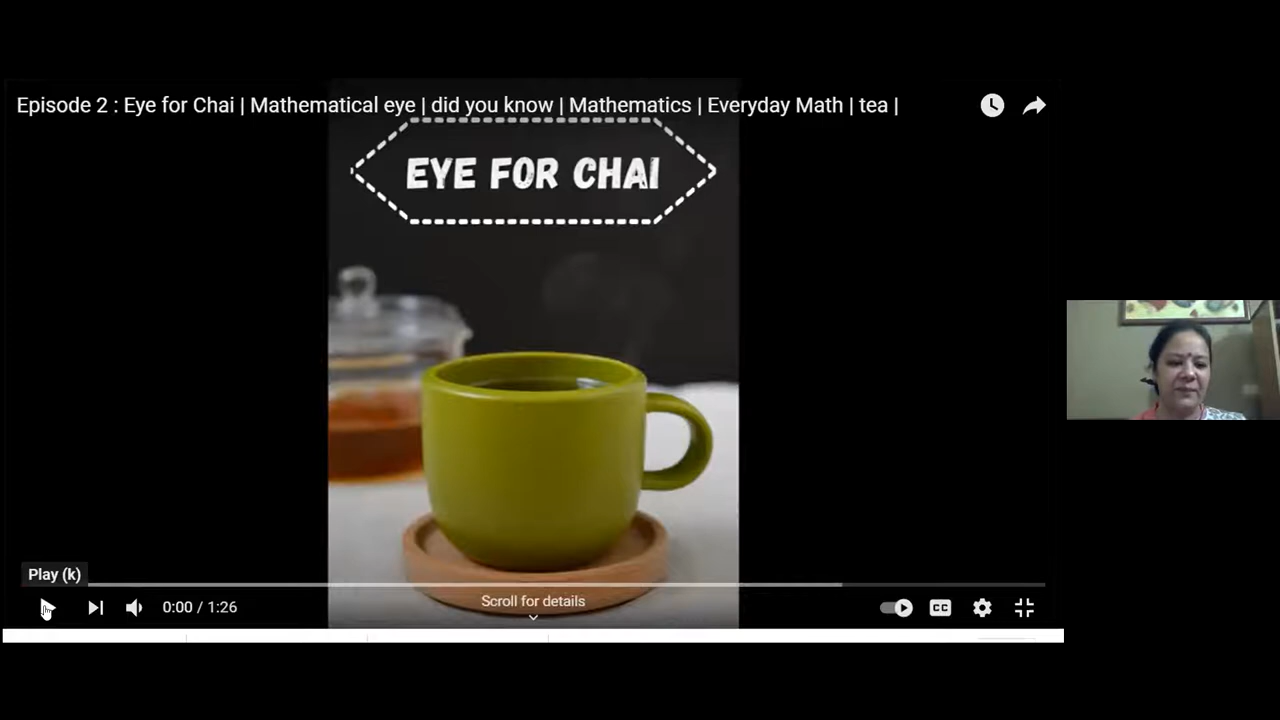 Episode 2 : Eye for Chai | Mathematical eye | did you know | Mathematics | Everyday Math | tea |
EYE FOR CHAI
Play (k)
0:00 / 1:26
Scroll for details
CC